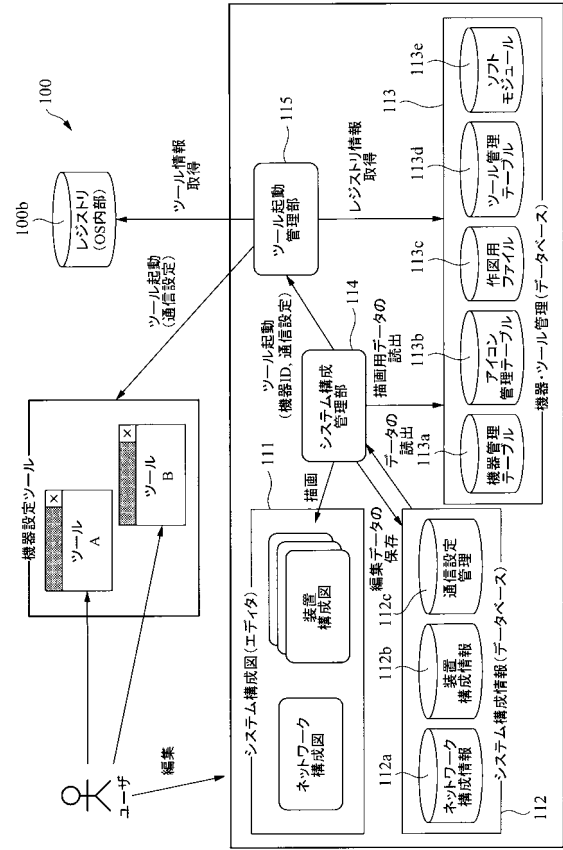 100
100b
レジストリ
(OS内部)
ツール情報
取得
機器設定ツール
×
ツール
A
×
ツール
B
ツール起動
(通信設定)
115
ツール起動
管理部
ユーザ
編集
ツール起動
(機器ID、通信設定)
レジストリ情報
取得
111
システム構成図(エディタ)
ネットワーク
構成図
装置
構成図
描画
114
システム構成
管理部
描画用データの
読出
データの
読出
編集データの
保存
112
112a
ネットワーク
構成情報
112b
装置
構成情報
112c
通信設定
管理
システム構成情報(データベース)
113
113a
機器管理
テーブル
113b
アイコン
管理テーブル
113c
作図用
ファイル
113d
ツール管理
テーブル
113e
ソフト
モジュール
機器・ツール管理(データベース)